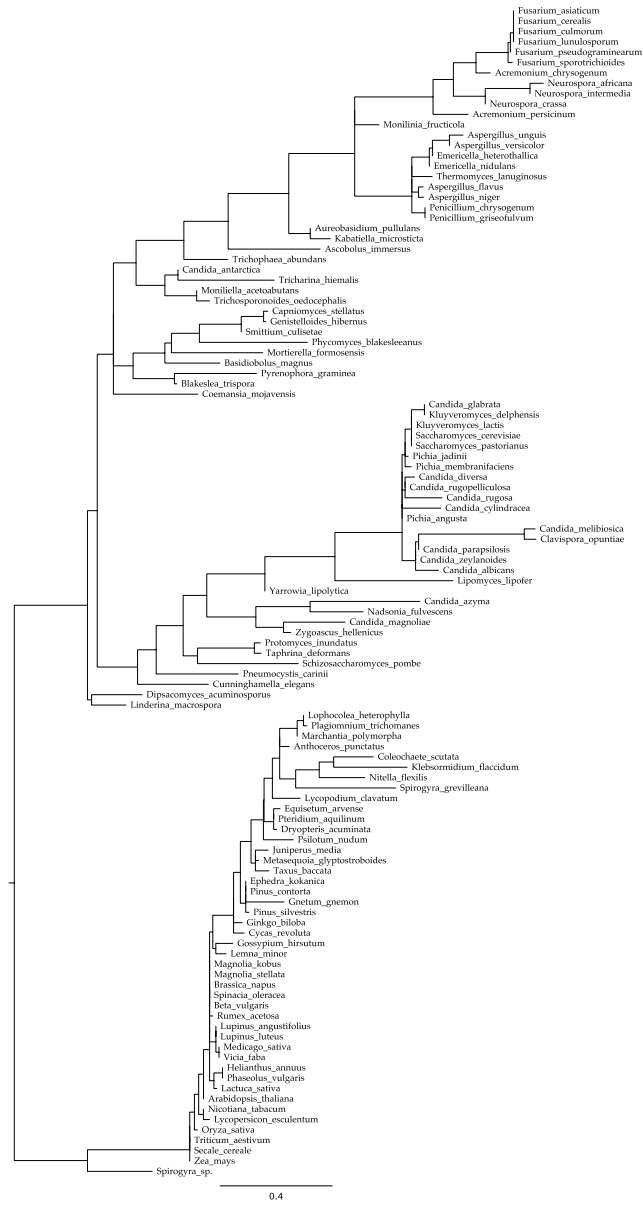 Fusarium_asiaticum
Fusarium_cerealis
Fusarium_culmorum
Fusarium_lunulosporum
Fusarium_pseudograminearum
Fusarium_sporotrichioides
Acremonium_chrysogenum
Neurospora_africana
Neurospora_intermedia
Neurospora_crassa
Acremonium_persicinum
Monilinia_fructicola
Aspergillus_unguis
Aspergillus_versicolor
Emericella_heterothallica
Emericella_nidulans
Thermomyces_lanuginosus
Aspergillus_flavus
Aspergillus_niger
Penicillium_chrysogenum
Penicillium_griseofulvum
Aureobasidium_pullulans
Kabatiella_microsticta
Ascobolus_immersus
Trichophaea_abundans
Candida_antarctica
Tricharina_hiemalis
Moniliella_acetoabutans
Trichosporonoides_oedocephalis
Capniomyces_stellatus
Genistelloides_hibernus
Smittium_culisetae
Phycomyces_blakesleeanus
Mortierella_formosensis
Basidiobolus_magnus
Pyrenophora_graminea
Blakeslea_trispora
Coemansia_mojavensis
Candida_glabrata
Kluyveromyces_delphensis
Kluyveromyces_lactis
Saccharomyces_cerevisiae
Saccharomyces_pastorianus
Pichia_jadinii
Pichia_membranifaciens
Candida_diversa
Candida_rugopelliculosa
Candida_rugosa
Candida_cylindracea
Pichia_angusta
Candida_melibiosica
Clavispora_opuntiae
Candida_parapsilosis
Candida_zeylanoides
Candida_albicans
Lipomyces_lipofer
Yarrowia_lipolytica
Candida_azyma
Nadsonia_fulvescens
Candida_magnoliae
Zygoascus_hellenicus
Protomyces_inundatus
Taphrina_deformans
Schizosaccharomyces_pombe
Pneumocystis_carinii
Cunninghamella_elegans
Dipsacomyces_acuminosporus
Linderina_macrospora
Lophocolea_heterophylla
Plagiomnium_trichomanes
Marchantia_polymorpha
Anthoceros_punctatus
Coleochaete_scutata
Klebsormidium_flaccidum
Nitella_flexilis
Spirogyra_grevilleana
Lycopodium_clavatum
Equisetum_arvense
Pteridium_aquilinum
Dryopteris_acuminata
Psilotum_nudum
Juniperus_media
Metasequoia_glyptostroboides
Taxus_baccata
Ephedra_kokanica
Pinus_contorta
Gnetum_gnemon
Pinus_silvestris
Ginkgo_biloba
Cycas_revoluta
Gossypium_hirsutum
Lemna_minor
Magnolia_kobus
Magnolia_stellata
Brassica_napus
Spinacia_oleracea
Beta_vulgaris
Rumex_acetosa
Lupinus_angustifolius
Lupinus_luteus
Medicago_sativa
Vicia_faba
Helianthus_annuus
Phaseolus_vulgaris
Lactuca_sativa
Arabidopsis_thaliana
Nicotiana_tabacum
Lycopersicon_esculentum
Oryza_sativa
Triticum_aestivum
Secale_cereale
Zea_mays
Spirogyra_sp.
0.4